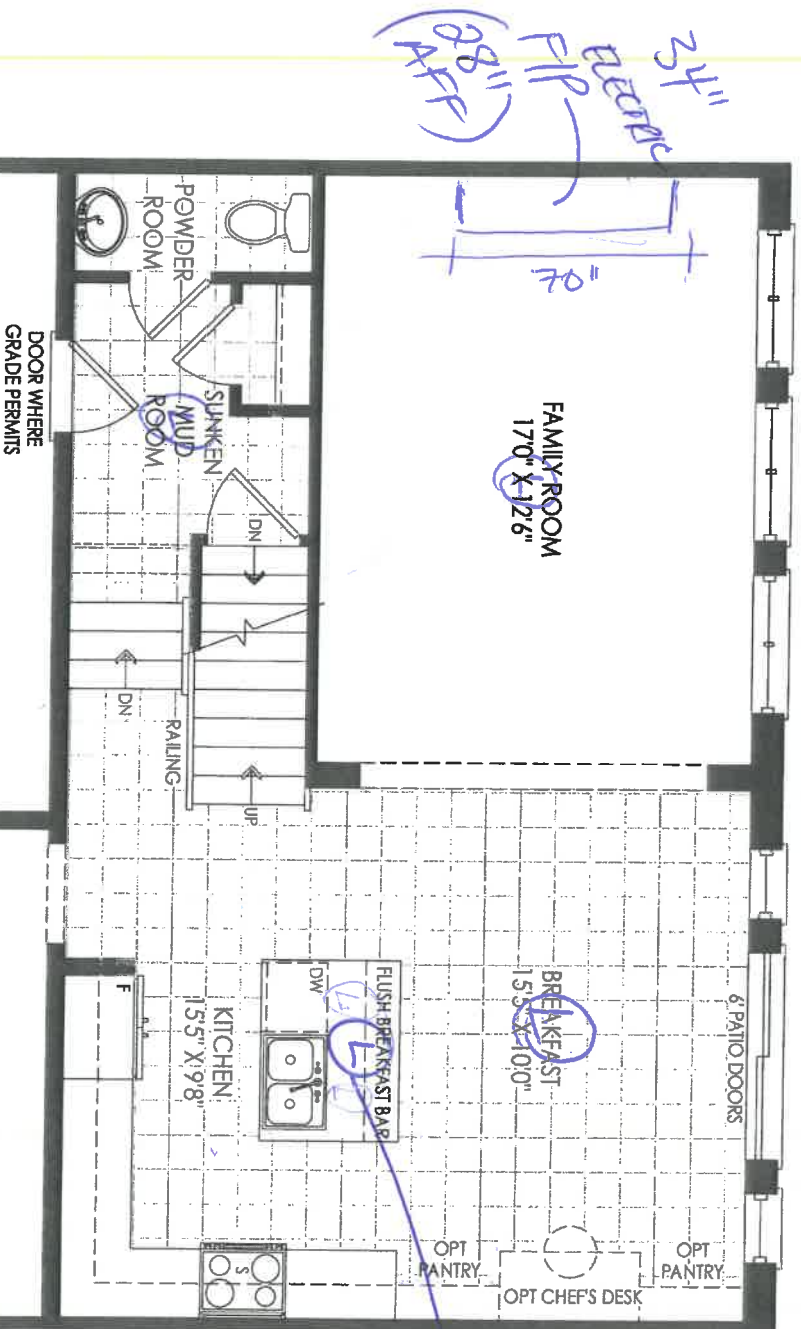 34"
ELECTRIC
F/P
(28"
AFF)
70"
FAMILY ROOM
17'0" X 12'6"
L
POWDER
ROOM
SUNKEN
MUD
ROOM
L
DOOR WHERE
GRADE PERMITS
DN
DN
RAILING
UP
6' PATIO DOORS
BREAKFAST
15'5" X 10'0"
L
FLUSH BREAKFAST BAR
DW
L
L
KITCHEN
15'5" X 9'8"
F
S
OPT
PANTRY
OPT
PANTRY
OPT CHEF'S DESK